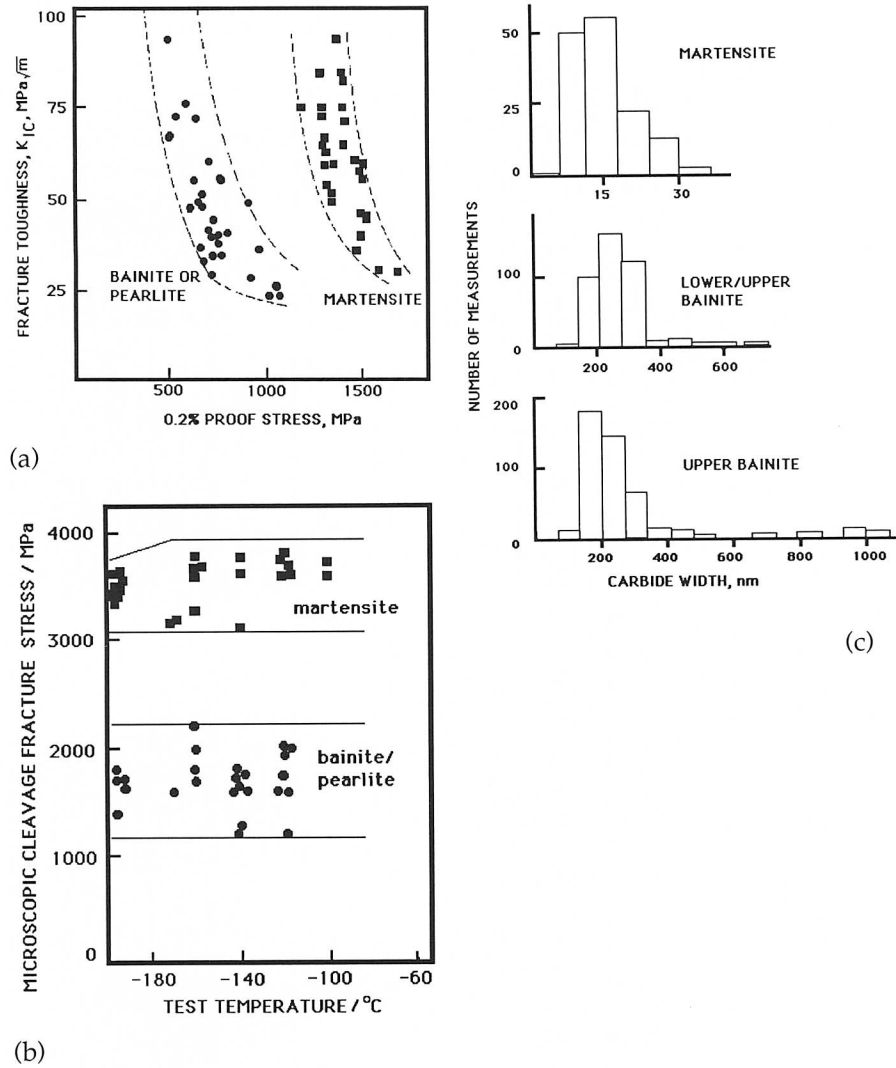 FRACTURE TOUGHNESS, K_IC, MPa√m
100
75
50
25
BAINITE OR
PEARLITE
MARTENSITE
500
1000
1500
0.2% PROOF STRESS, MPa
(a)
MICROSCOPIC CLEAVAGE FRACTURE STRESS / MPa
4000
3000
2000
1000
0
martensite
bainite/
pearlite
-180
-140
-100
-60
TEST TEMPERATURE / °C
(b)
NUMBER OF MEASUREMENTS
50
25
0
MARTENSITE
15
30
100
0
LOWER/UPPER
BAINITE
200
400
600
200
100
0
UPPER BAINITE
200
400
600
800
1000
CARBIDE WIDTH, nm
(c)